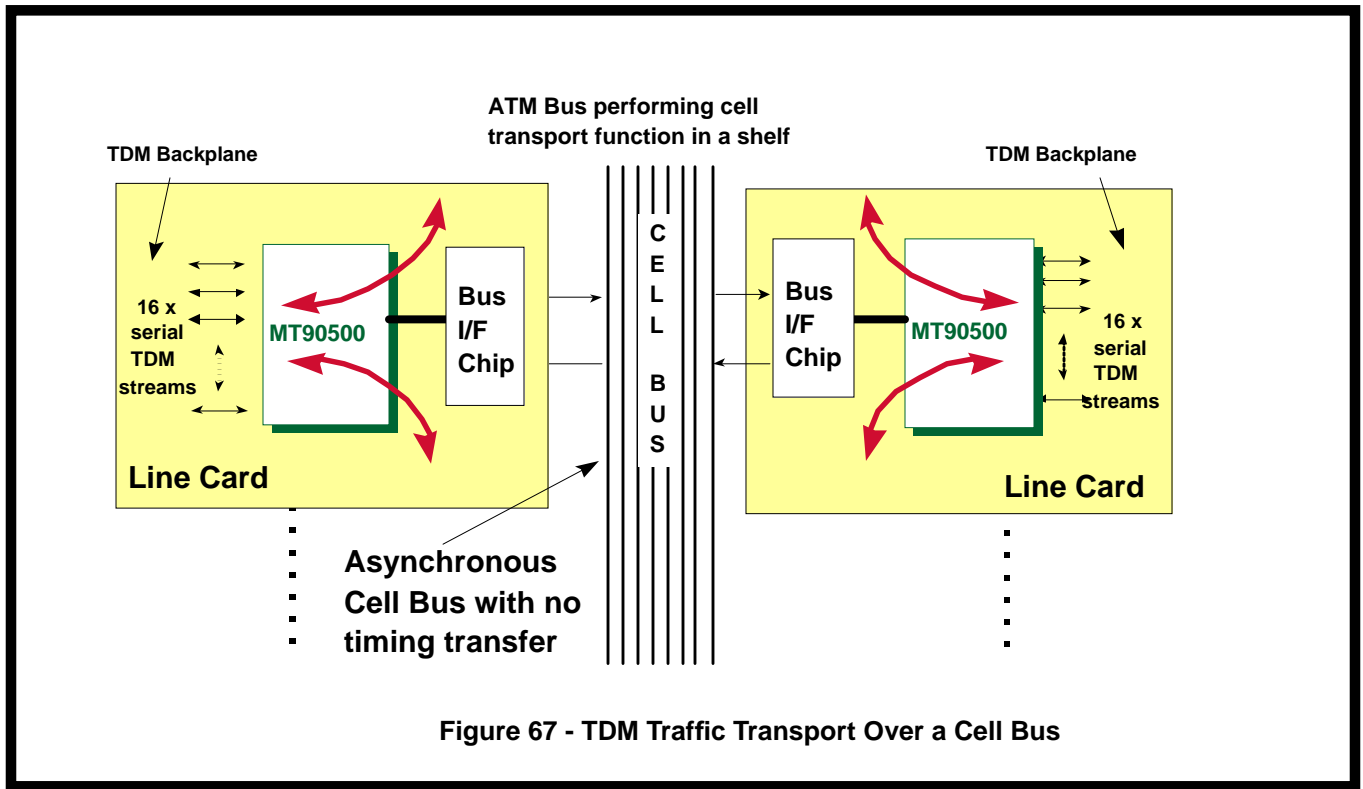 ATM Bus performing cell
transport function in a shelf
TDM Backplane
TDM Backplane
16 x
serial
TDM
streams
MT90500
Bus
I/F
Chip
Line Card
CELL BUS
Bus
I/F
Chip
MT90500
16 x
serial
TDM
streams
Line Card
Asynchronous
Cell Bus with no
timing transfer
Figure 67 - TDM Traffic Transport Over a Cell Bus